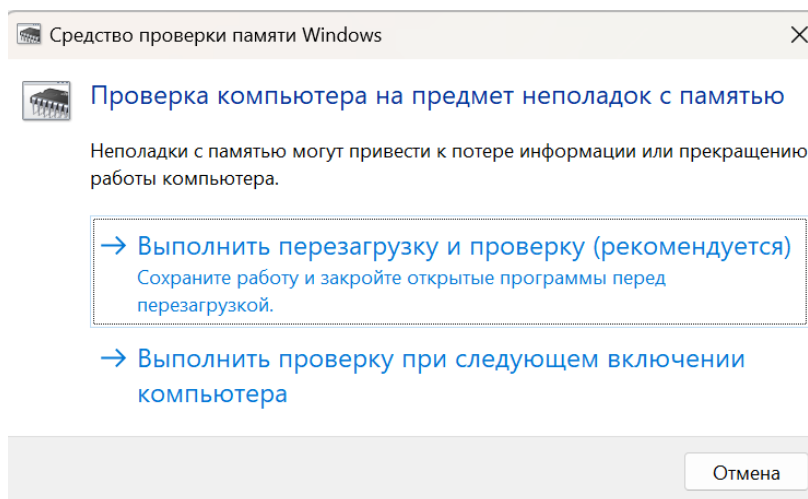 Средство проверки памяти Windows
Проверка компьютера на предмет неполадок с памятью
Неполадки с памятью могут привести к потере информации или прекращению
работы компьютера.
→ Выполнить перезагрузку и проверку (рекомендуется)
Сохраните работу и закройте открытые программы перед
перезагрузкой.
→ Выполнить проверку при следующем включении
компьютера
Отмена